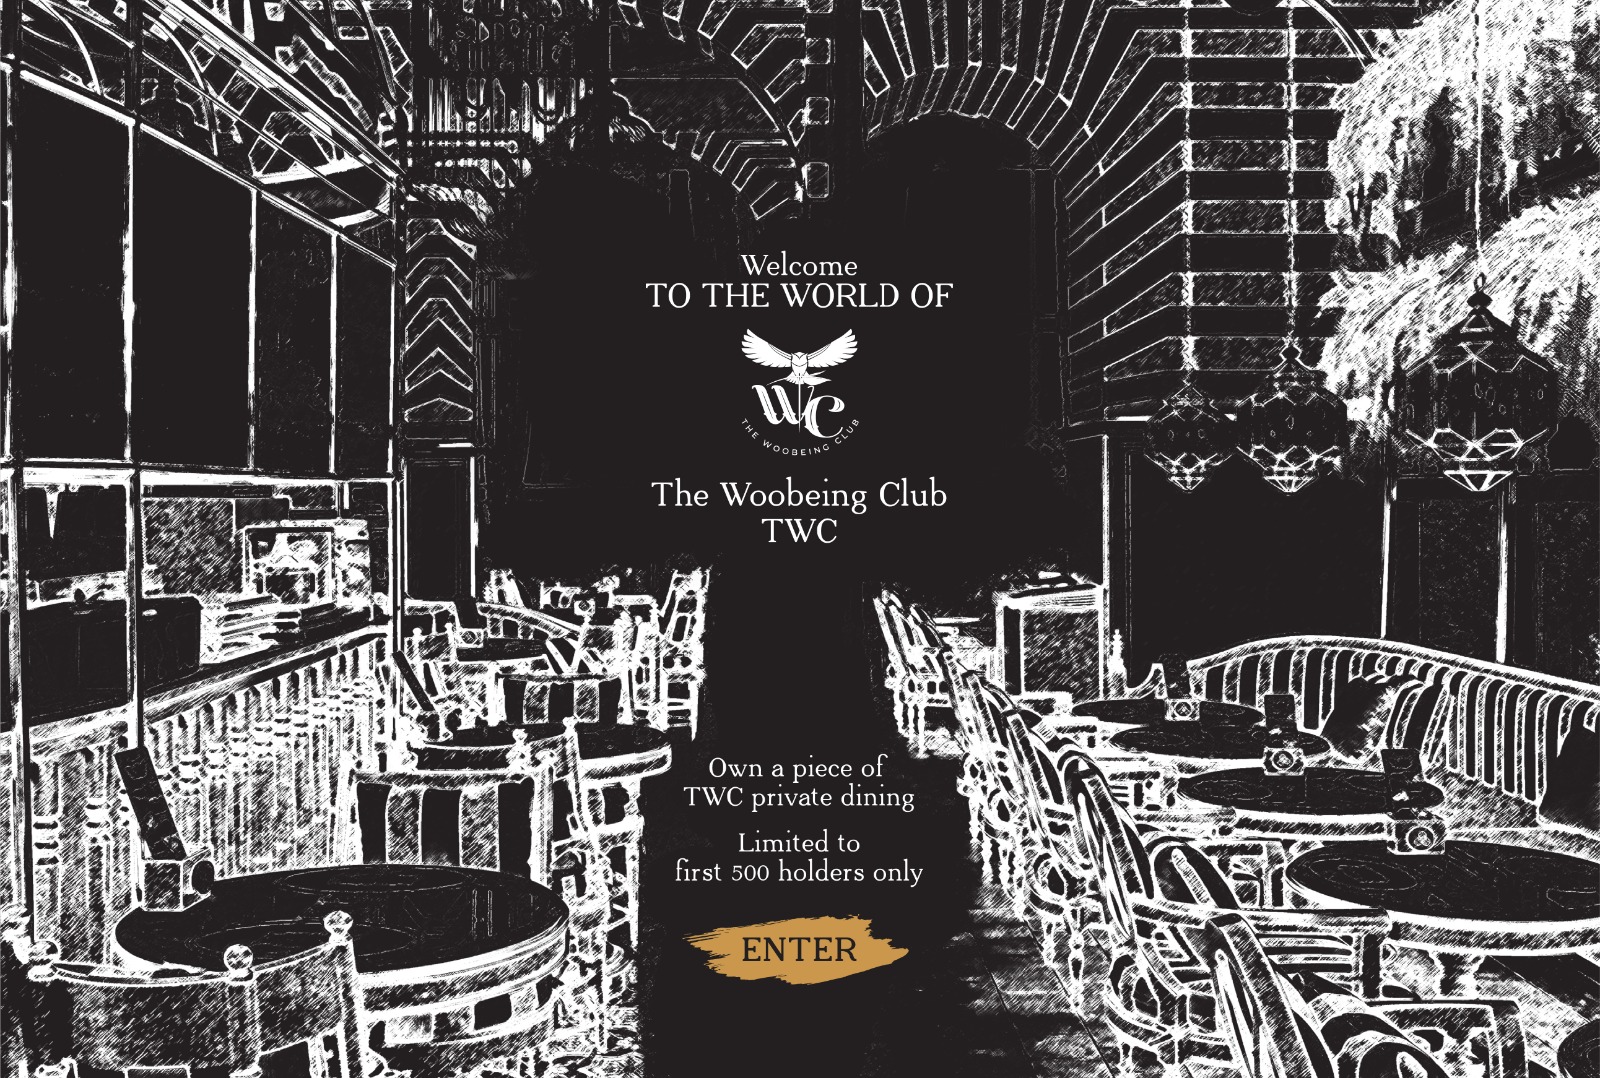 Welcome
TO THE WORLD OF
WC
THE WOOBEING CLUB
The Woobeing Club
TWC
Own a piece of
TWC private dining
Limited to
first 500 holders only
ENTER